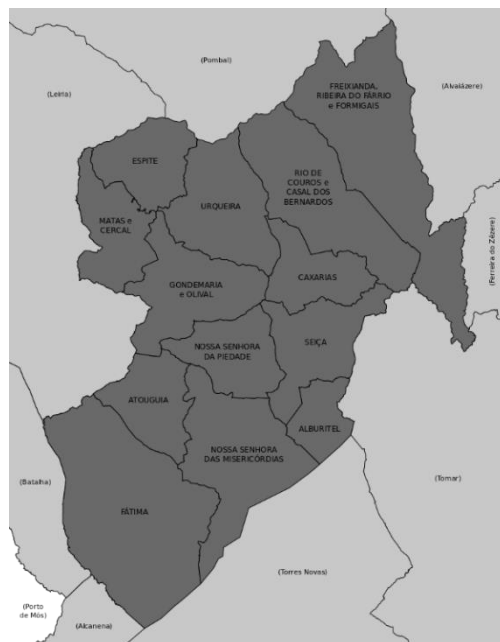 (Pombal)
(Leiria)
(Alvaiázere)
FREIXIANDA,
RIBEIRA DO FÁRRIO
e FORMIGAIS
ESPITE
RIO DE
COUROS e
CASAL DOS
BERNARDOS
URQUEIRA
MATAS e
CERCAL
(Ferreira do Zêzere)
GONDEMARIA
e OLIVAL
CAXARIAS
NOSSA SENHORA
DA PIEDADE
SEIÇA
ATOUGUIA
ALBURITEL
NOSSA SENHORA
DAS MISERICÓRDIAS
(Batalha)
(Tomar)
FÁTIMA
(Torres Novas)
(Porto
de Mós)
(Alcanena)